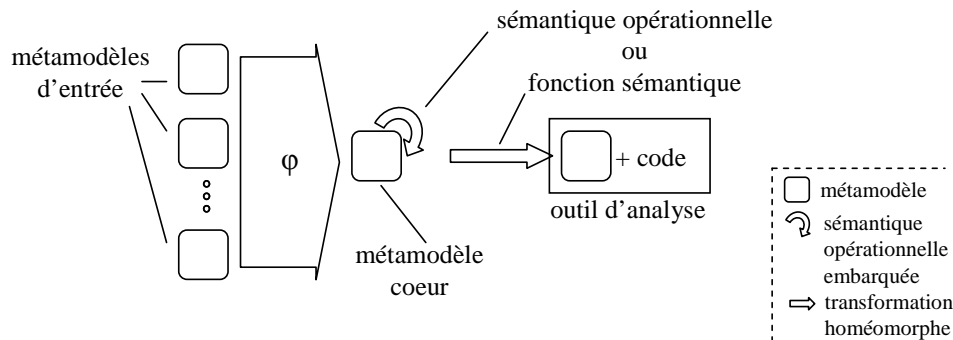 sémantique opérationnelle
ou
fonction sémantique
métamodèles
d'entrée
φ
+ code
outil d'analyse
métamodèle
coeur
métamodèle
sémantique
opérationnelle
embarquée
transformation
homéomorphe